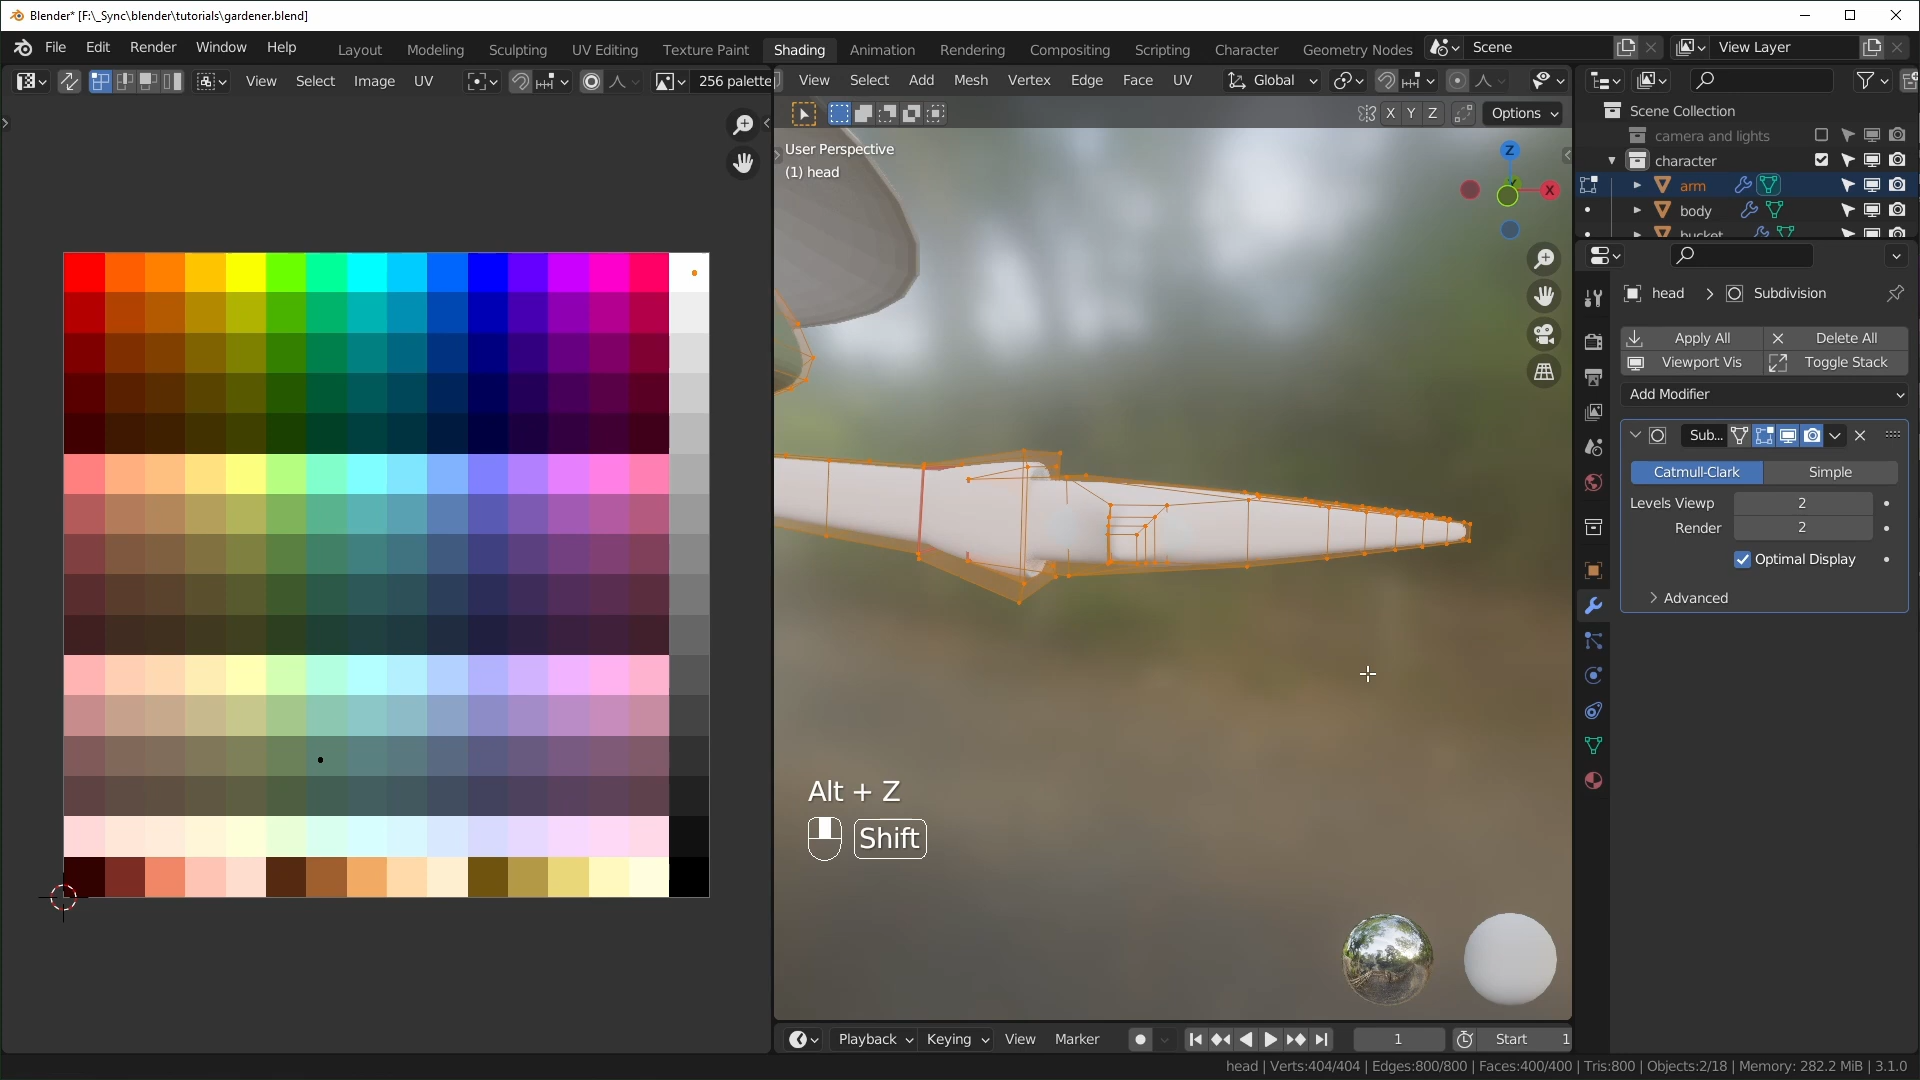 Blender* [F:\_Sync\blender\tutorials\gardener.blend]
File Edit Render Window Help
Layout Modeling Sculpting UV Editing Texture Paint Shading Animation Rendering Compositing Scripting Character Geometry Nodes
Scene
View Layer
View Select Image UV
256 palette
View Select Add Mesh Vertex Edge Face UV
Global
X Y Z
Options
User Perspective
(1) head
Z
X
Y
Alt + Z
Shift
Scene Collection
camera and lights
character
arm
body
bucket
head > Subdivision
Apply All
Delete All
Viewport Vis
Toggle Stack
Add Modifier
Sub...
Catmull-Clark
Simple
Levels Viewp 2
Render 2
Optimal Display
Advanced
Playback Keying View Marker
1
Start 1
head | Verts:404/404 | Edges:800/800 | Faces:400/400 | Tris:800 | Objects:2/18 | Memory: 282.2 MiB | 3.1.0